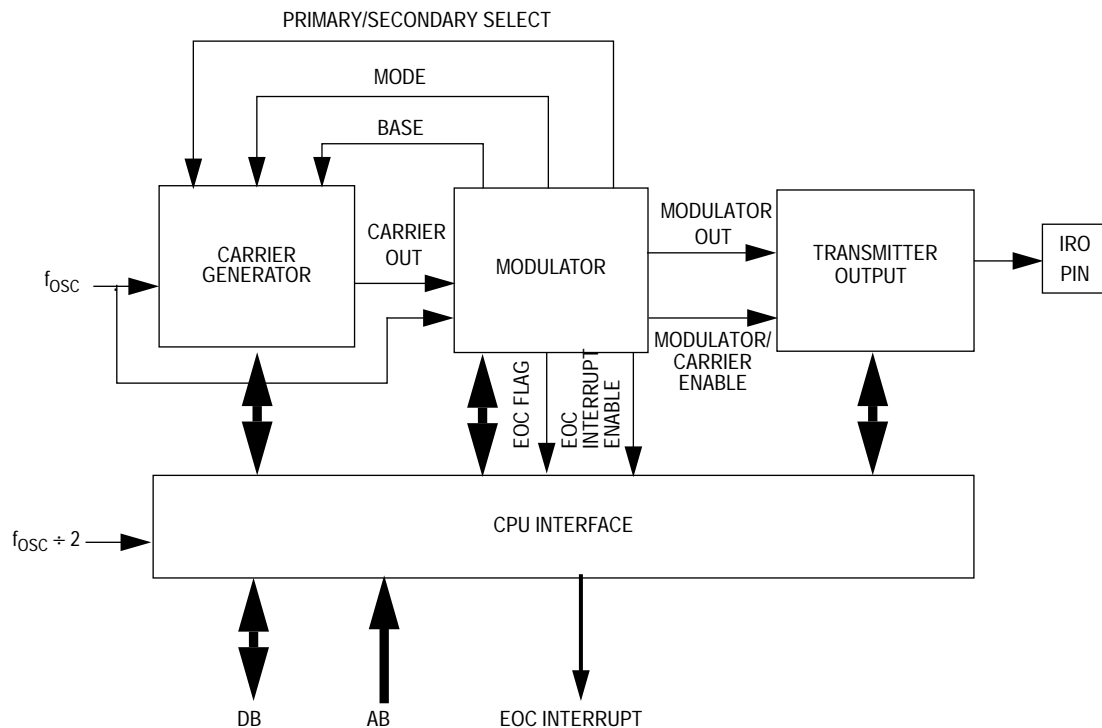 PRIMARY/SECONDARY SELECT
MODE
BASE
CARRIER
GENERATOR
CARRIER
OUT
MODULATOR
MODULATOR
OUT
TRANSMITTER
OUTPUT
IRO
PIN
fOSC
MODULATOR/
CARRIER
ENABLE
EOC FLAG
EOC
INTERRUPT
ENABLE
CPU INTERFACE
fOSC ÷ 2
DB
AB
EOC INTERRUPT